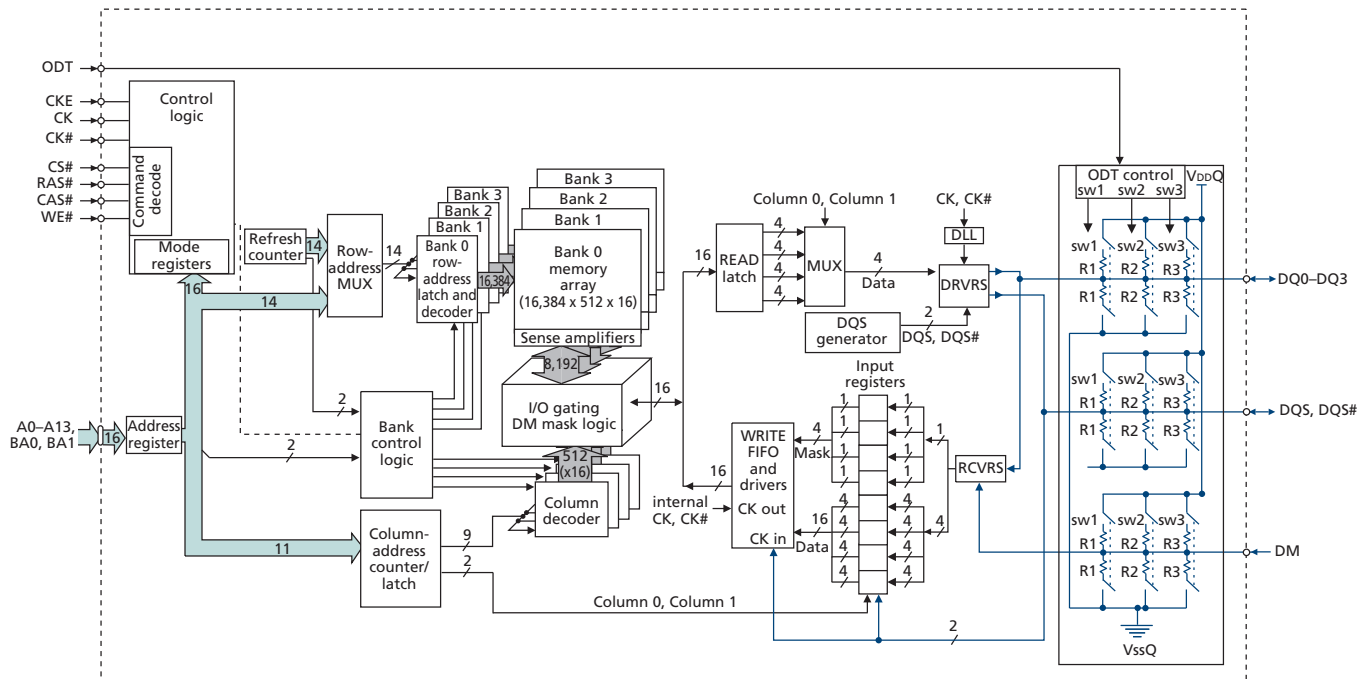 ODT
CKE
CK
CK#
CS#
RAS#
CAS#
WE#
Control
logic
Command
decode
Mode
registers
16
Refresh
counter
14
14
Row-
address
MUX
14
Bank 3
Bank 2
Bank 1
Bank 0
row-
address
latch and
decoder
16,384
Bank 3
Bank 2
Bank 1
Bank 0
memory
array
(16,384 x 512 x 16)
Sense amplifiers
8,192
I/O gating
DM mask logic
16
512
(x16)
Column
decoder
A0–A13,
BA0, BA1
16
Address
register
2
2
Bank
control
logic
11
Column-
address
counter/
latch
9
2
Column 0, Column 1
16
READ
latch
4
4
4
4
Column 0, Column 1
MUX
4
Data
CK, CK#
DLL
DRVRS
DQS
generator
2
DQS, DQS#
Input
registers
16
internal
CK, CK#
WRITE
FIFO
and
drivers
CK out
CK in
4
Mask
16
Data
1
1
1
1
4
4
4
4
1
1
1
1
4
4
4
4
1
4
RCVRS
2
ODT control
VDDQ
sw1
sw2
sw3
sw1
sw2
sw3
R1
R2
R3
R1
R2
R3
sw1
sw2
sw3
R1
R2
R3
R1
R2
R3
sw1
sw2
sw3
R1
R2
R3
R1
R2
R3
VssQ
DQ0–DQ3
DQS, DQS#
DM